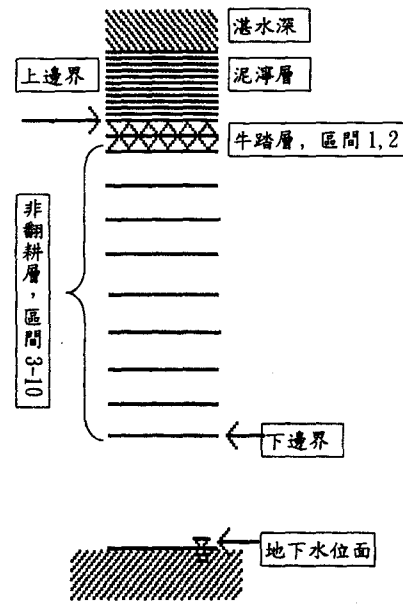 湛水深
上邊界
泥濘層
牛踏層，區間1,2
非翻耕層，區間3-10
下邊界
地下水位面